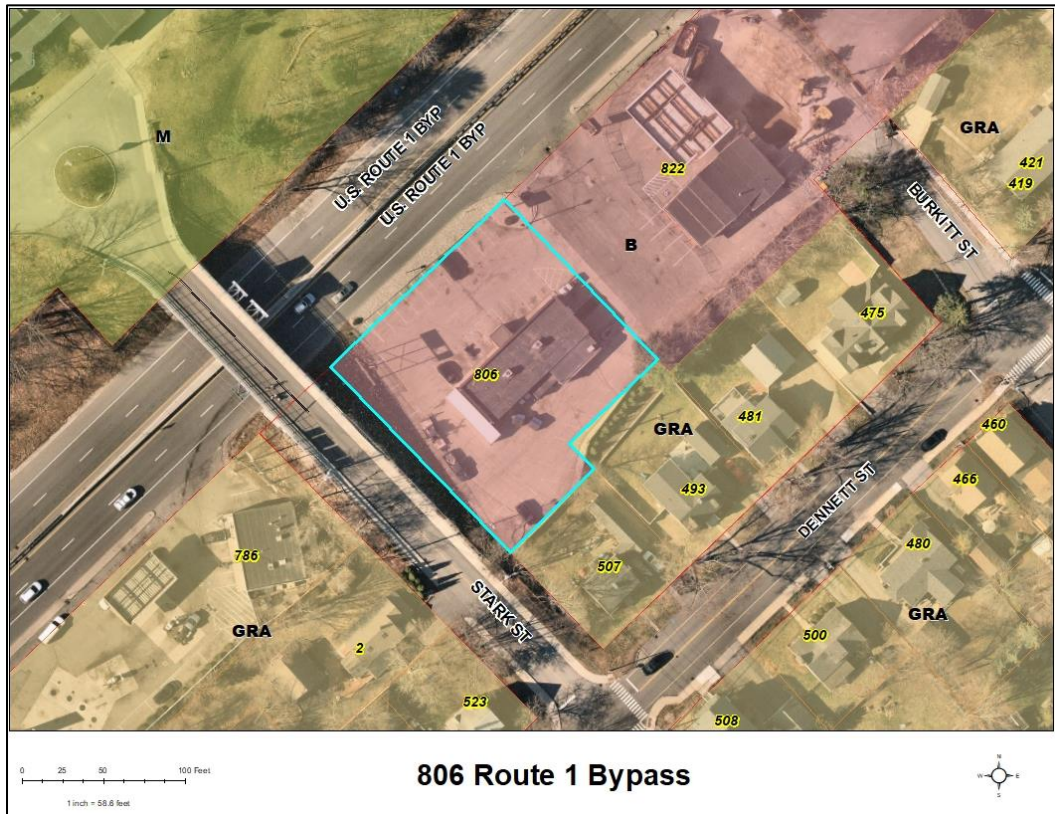 M
U.S. ROUTE 1 BYP
U.S. ROUTE 1 BYP
822
GRA
421
419
BURKITT ST
B
475
806
481
GRA
493
460
466
DENNETT ST
480
GRA
786
507
STARK ST
GRA
2
500
523
508
0 25 50 100 Feet
1 inch = 58.6 feet
806 Route 1 Bypass
N
W E
S